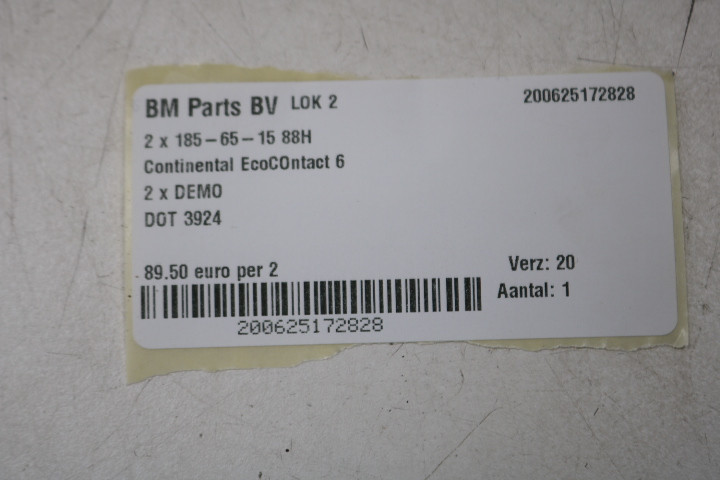 BM Parts BV LOK 2 200625172828
2 x 185-65-15 88H
Continental EcoCOntact 6
2 x DEMO
DOT 3924
89.50 euro per 2 Verz: 20
Aantal: 1
200625172828